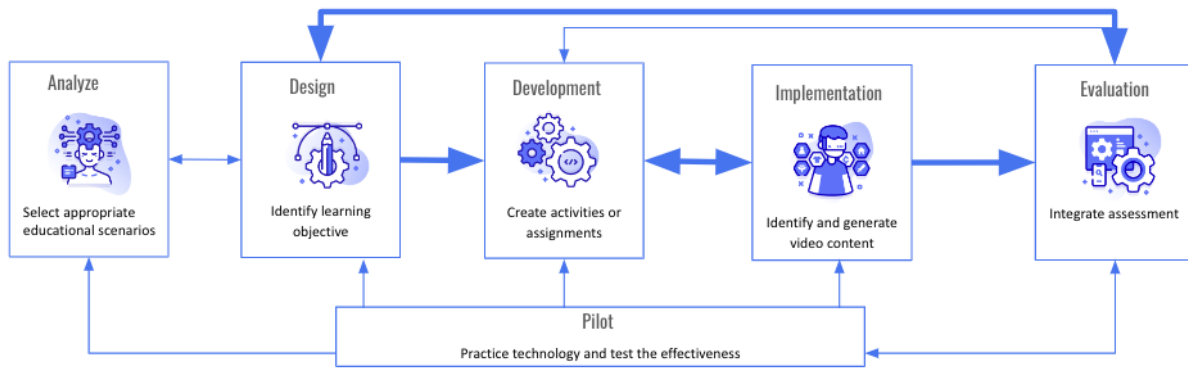 Analyze
Select appropriate
educational scenarios
Design
Identify learning
objective
Development
Create activities or
assignments
Implementation
Identify and generate
video content
Evaluation
Integrate assessment
Pilot
Practice technology and test the effectiveness